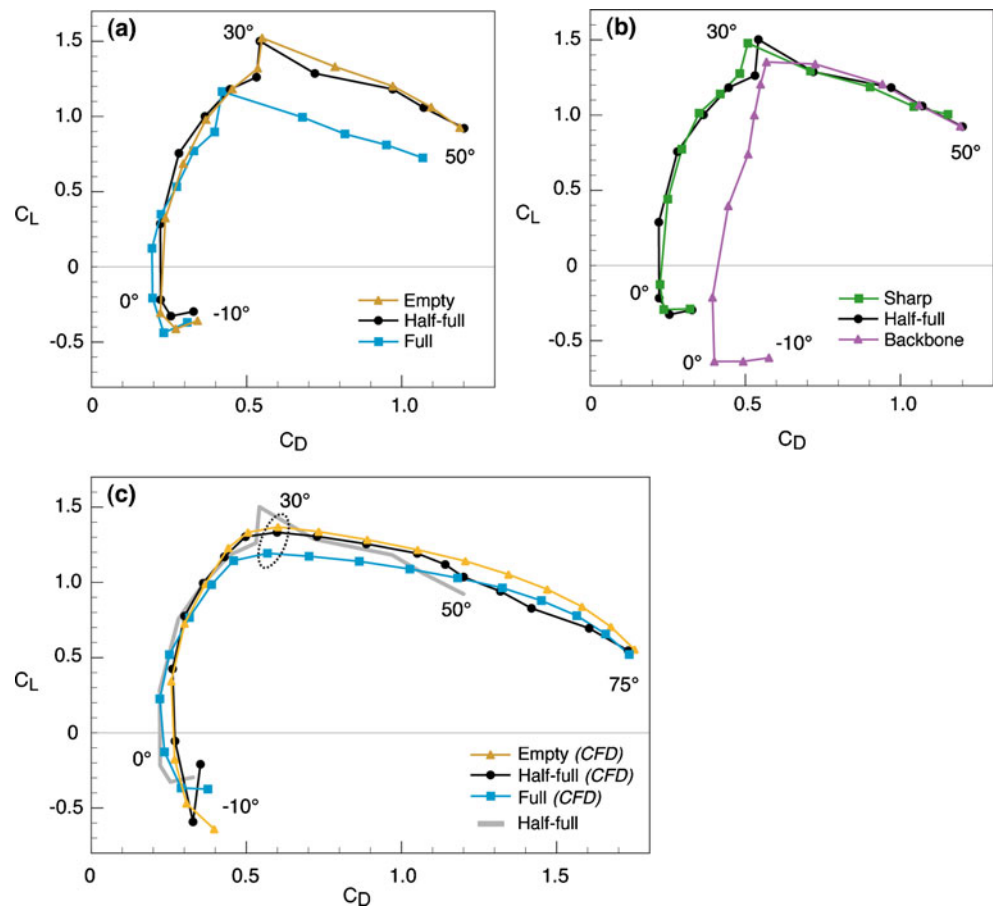 (a)
1.5
1.0
0.5
0
-0.5
C_L
30°
50°
0°
-10°
Empty
Half-full
Full
0
0.5
1.0
C_D
(b)
1.5
1.0
0.5
0
-0.5
C_L
30°
50°
0°
0°
-10°
Sharp
Half-full
Backbone
0
0.5
1.0
C_D
(c)
1.5
1.0
0.5
0
-0.5
C_L
30°
50°
75°
0°
-10°
Empty (CFD)
Half-full (CFD)
Full (CFD)
Half-full
0
0.5
1.0
1.5
C_D